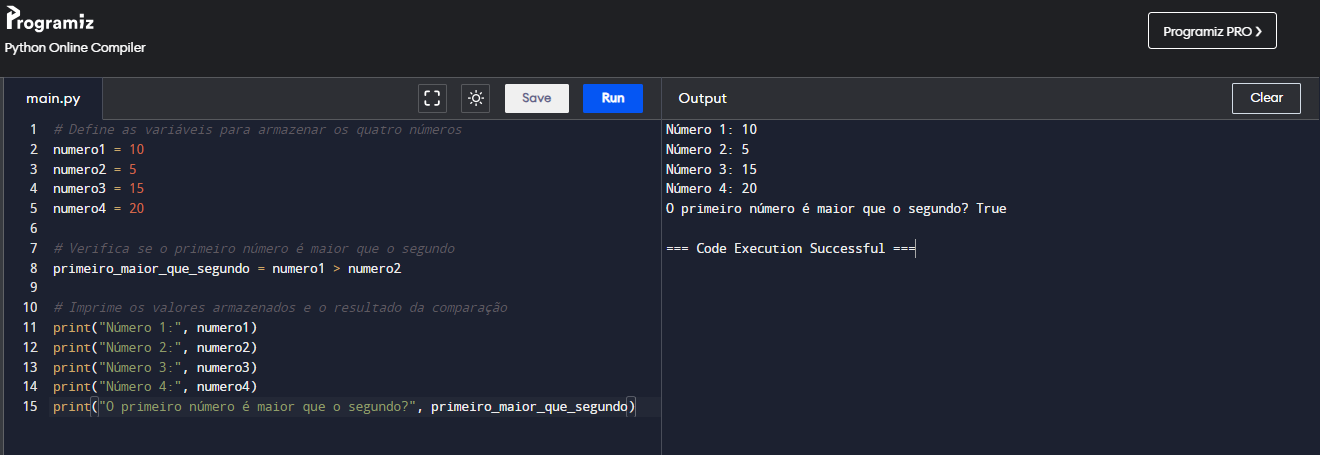 Programiz
Python Online Compiler
Programiz PRO ❯
main.py
Save
Run
Output
Clear
1 # Define as variáveis para armazenar os quatro números
2 numero1 = 10
3 numero2 = 5
4 numero3 = 15
5 numero4 = 20
6
7 # Verifica se o primeiro número é maior que o segundo
8 primeiro_maior_que_segundo = numero1 > numero2
9
10 # Imprime os valores armazenados e o resultado da comparação
11 print("Número 1:", numero1)
12 print("Número 2:", numero2)
13 print("Número 3:", numero3)
14 print("Número 4:", numero4)
15 print("O primeiro número é maior que o segundo?", primeiro_maior_que_segundo)
Número 1: 10
Número 2: 5
Número 3: 15
Número 4: 20
O primeiro número é maior que o segundo? True
=== Code Execution Successful ===